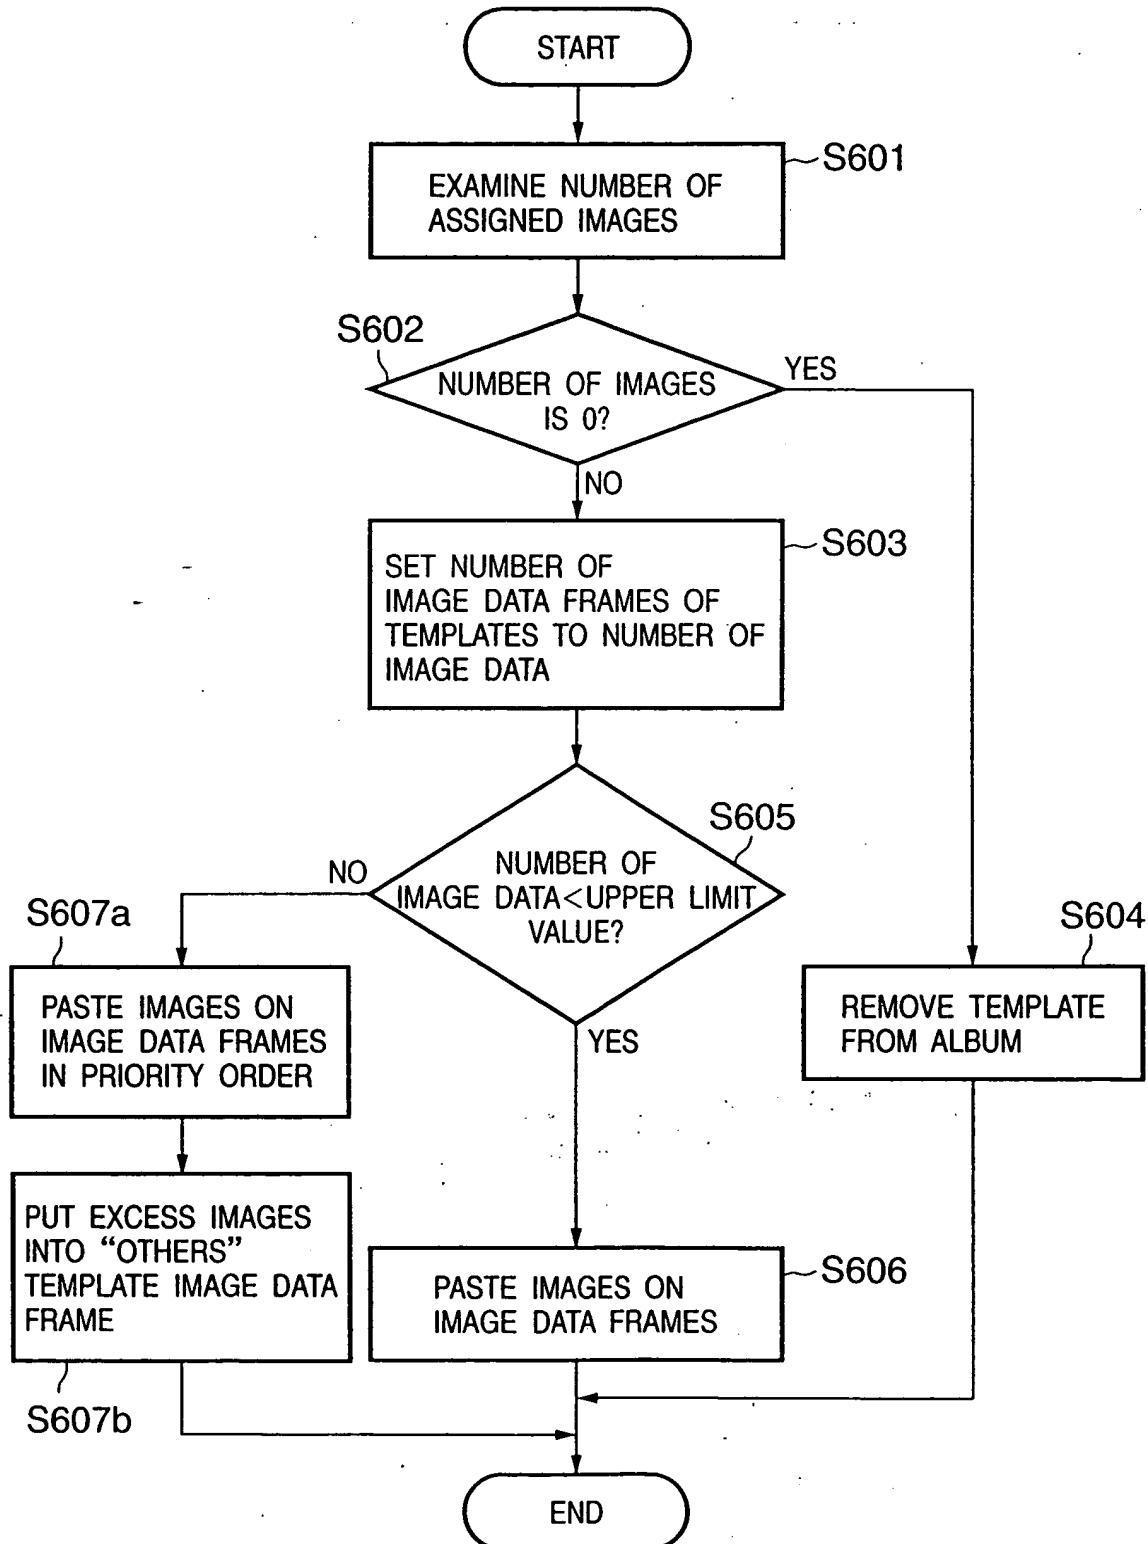 START
S601
EXAMINE NUMBER OF
ASSIGNED IMAGES
S602
NUMBER OF IMAGES
IS 0?
YES
NO
S603
SET NUMBER OF
IMAGE DATA FRAMES OF
TEMPLATES TO NUMBER OF
IMAGE DATA
S605
NUMBER OF
IMAGE DATA<UPPER LIMIT
VALUE?
NO
YES
S607a
PASTE IMAGES ON
IMAGE DATA FRAMES
IN PRIORITY ORDER
S604
REMOVE TEMPLATE
FROM ALBUM
PUT EXCESS IMAGES
INTO “OTHERS”
TEMPLATE IMAGE DATA
FRAME
S607b
S606
PASTE IMAGES ON
IMAGE DATA FRAMES
END